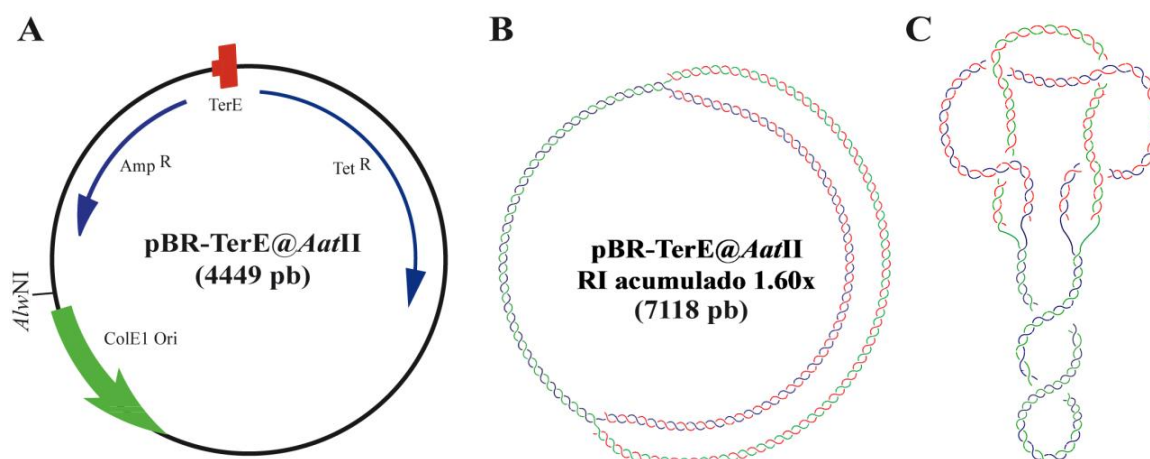 A
TerE
Amp R
Tet R
pBR-TerE@AatII
(4449 pb)
AlwNI
ColE1 Ori
B
pBR-TerE@AatII
RI acumulado 1.60x
(7118 pb)
C